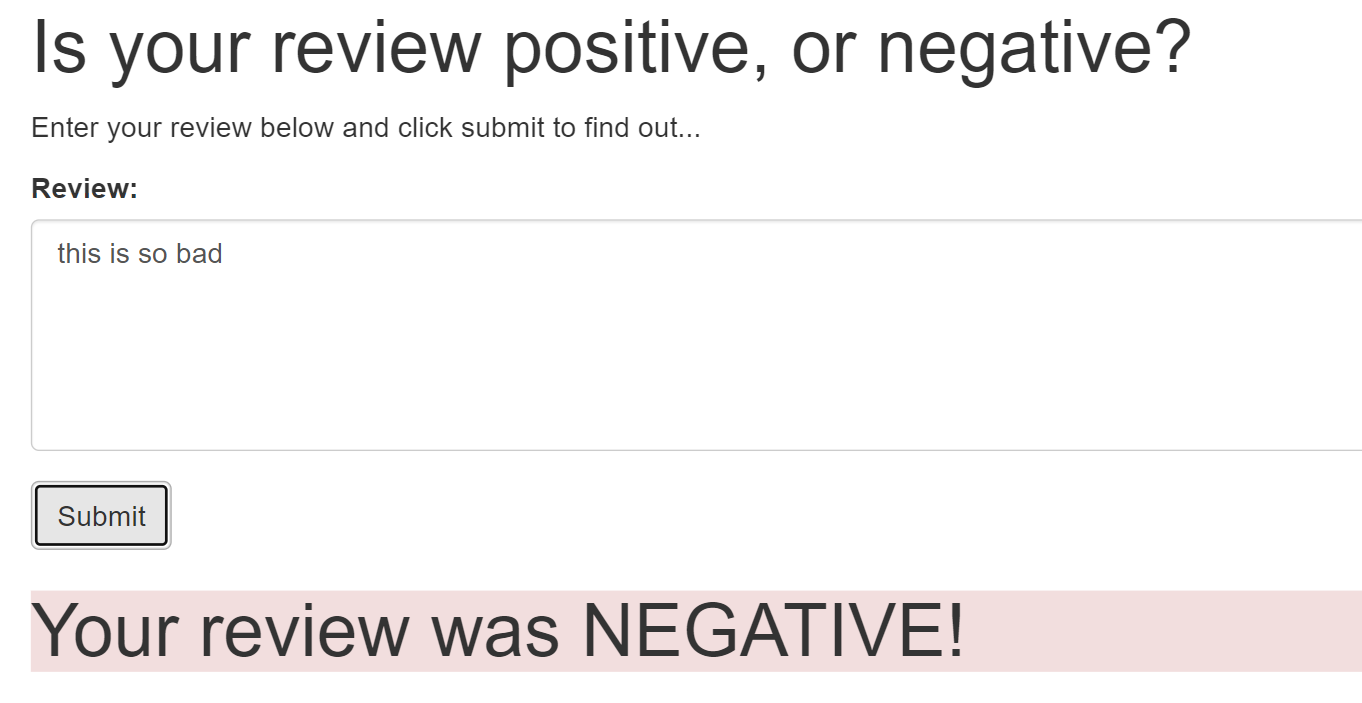 Is your review positive, or negative?
Enter your review below and click submit to find out...
Review:
this is so bad
Submit
Your review was NEGATIVE!